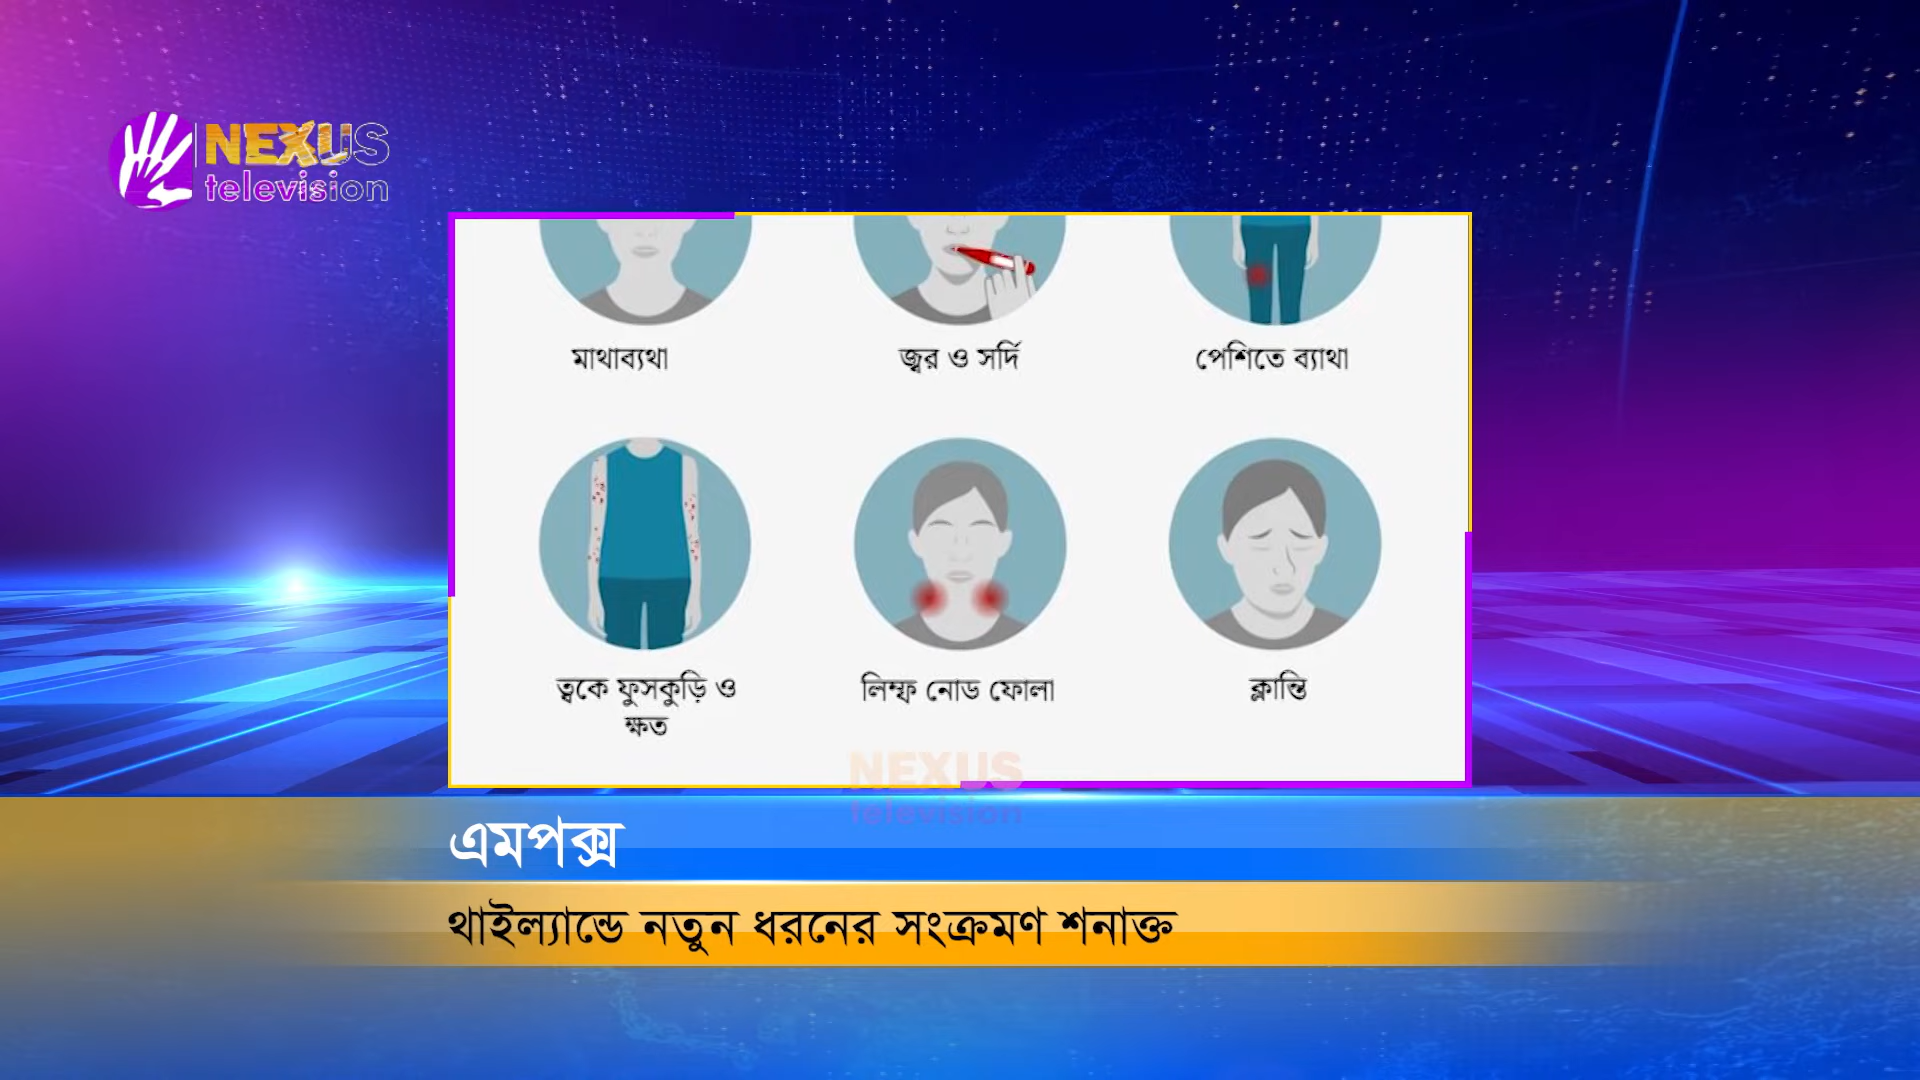 NEXUS
television
মাথাব্যথা
জ্বর ও সর্দি
পেশিতে ব্যাথা
ত্বকে ফুসকুড়ি ও
ক্ষত
লিম্ফ নোড ফোলা
ক্লান্তি
NEXUS
television
এমপক্স
থাইল্যান্ডে নতুন ধরনের সংক্রমণ শনাক্ত